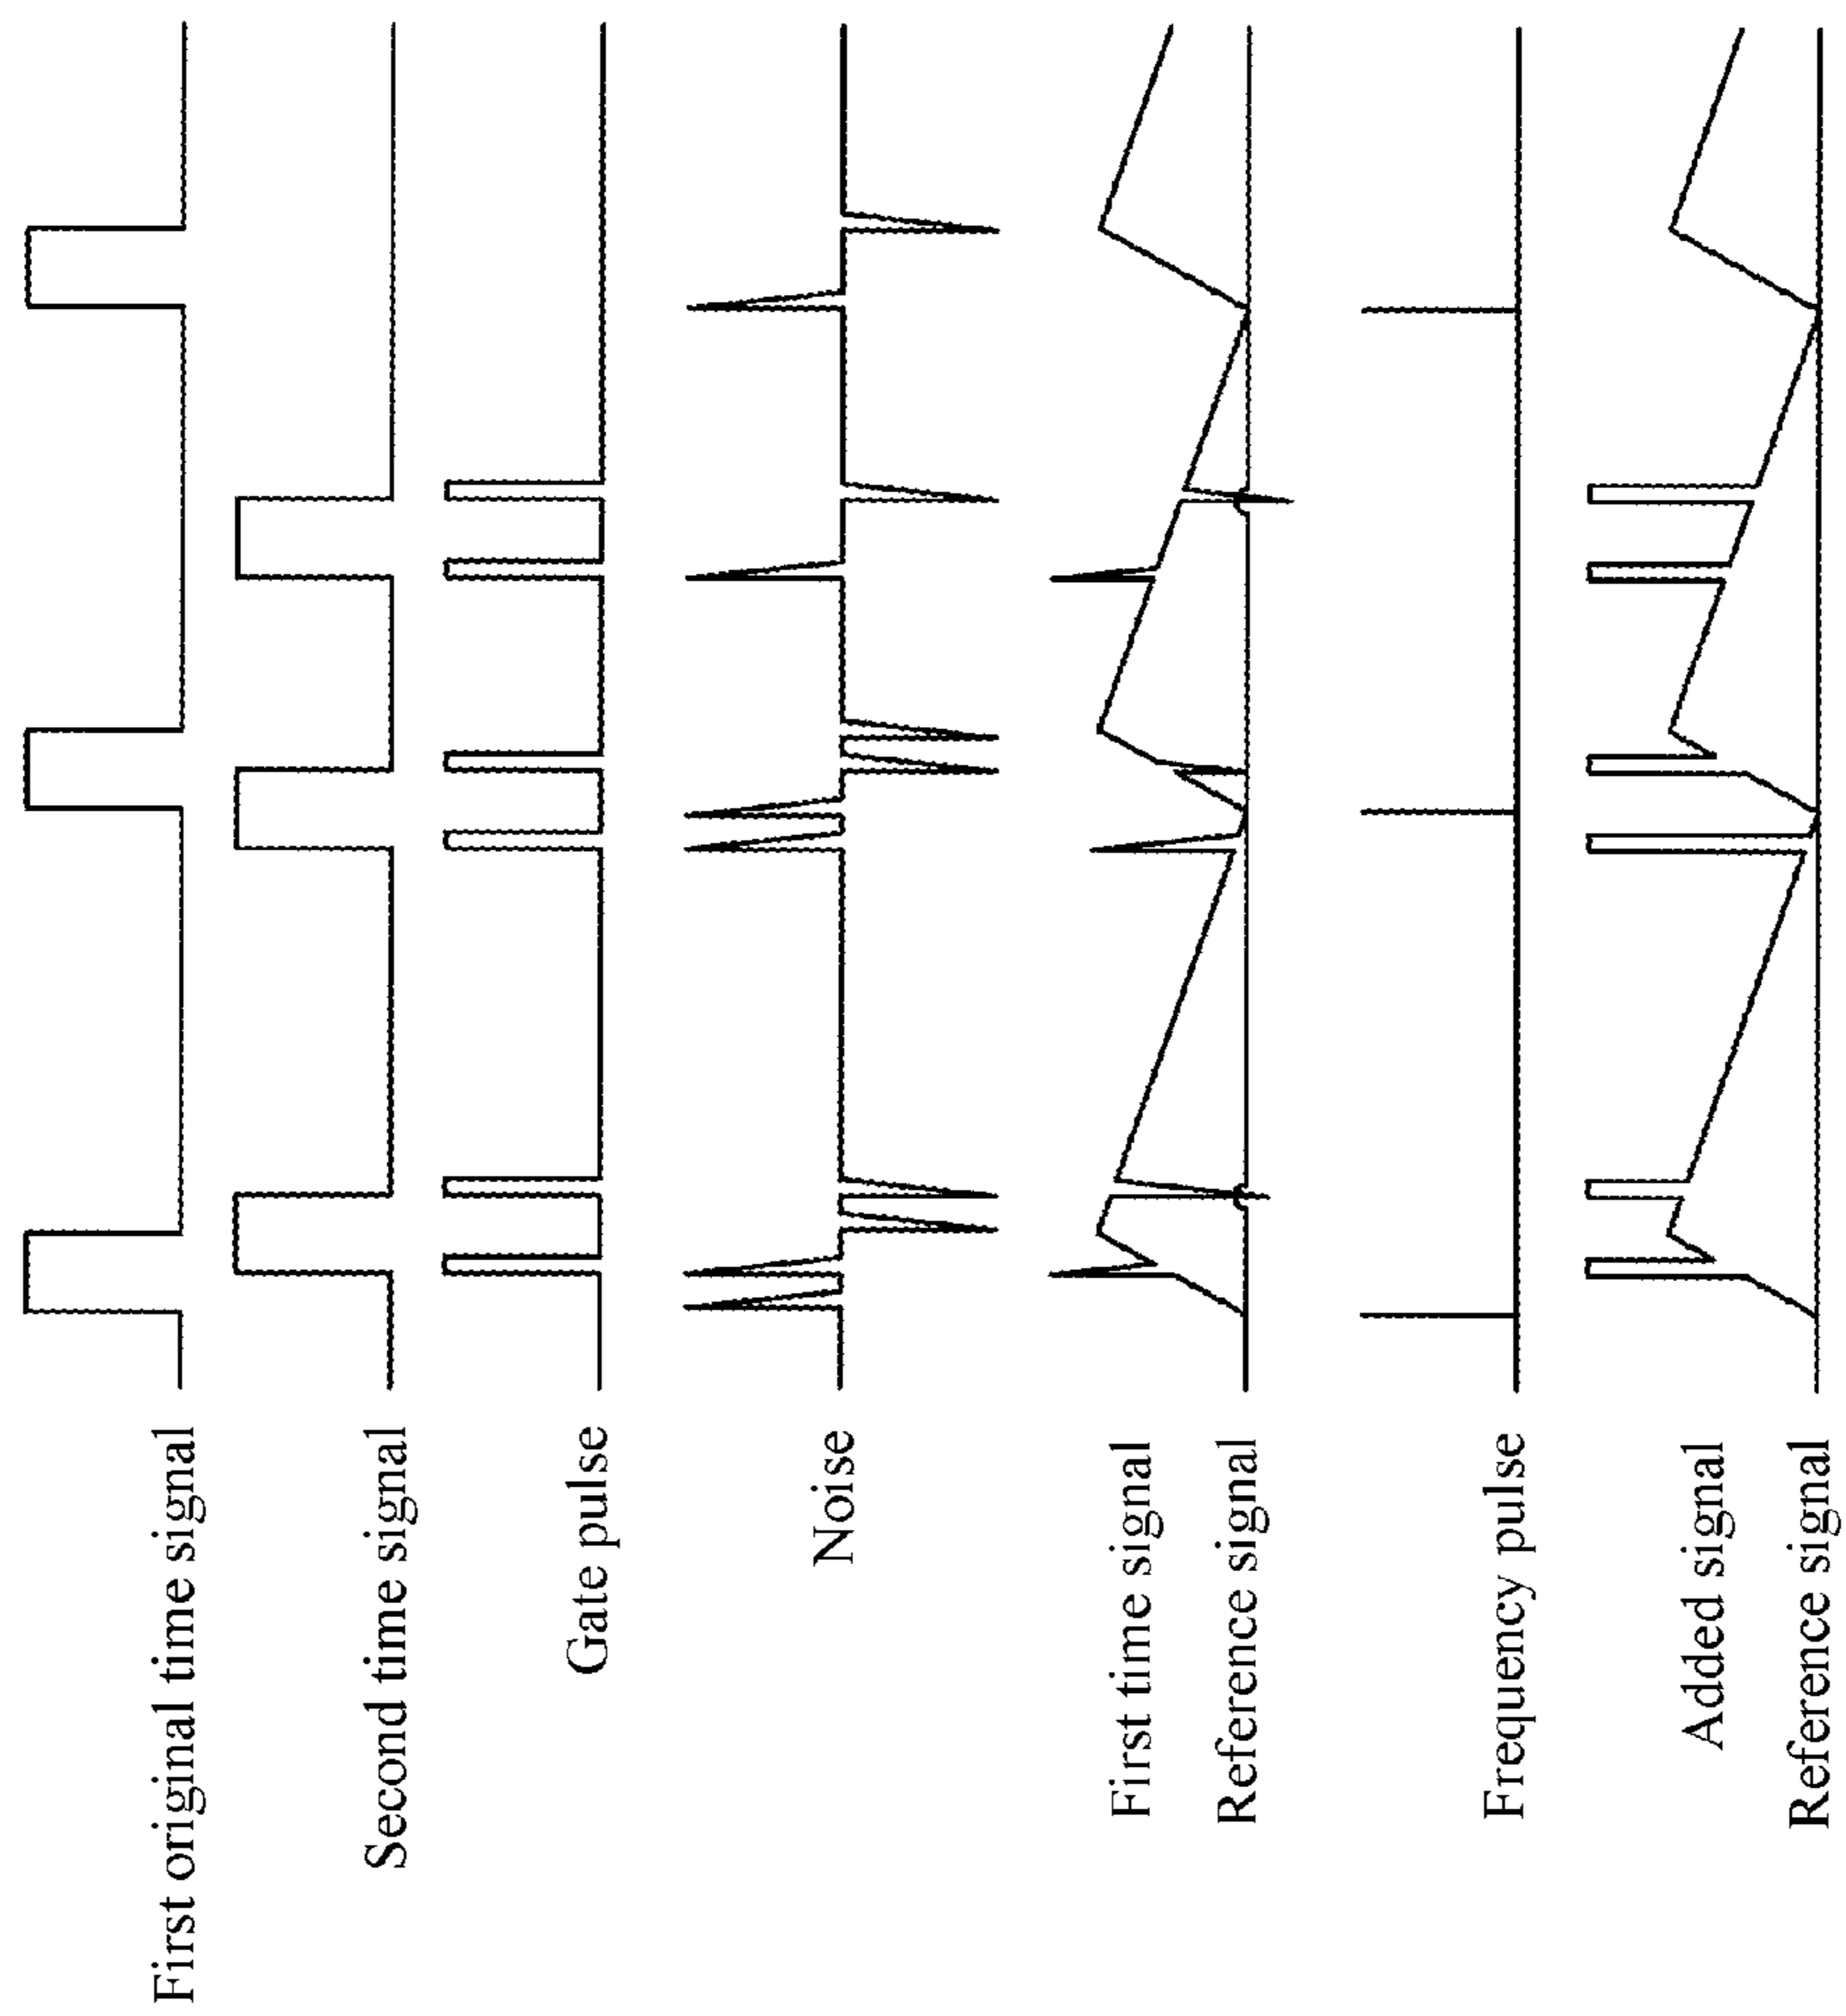 First original time signal
Second time signal
Gate pulse
Noise
First time signal
Reference signal
Frequency pulse
Added signal
Reference signal